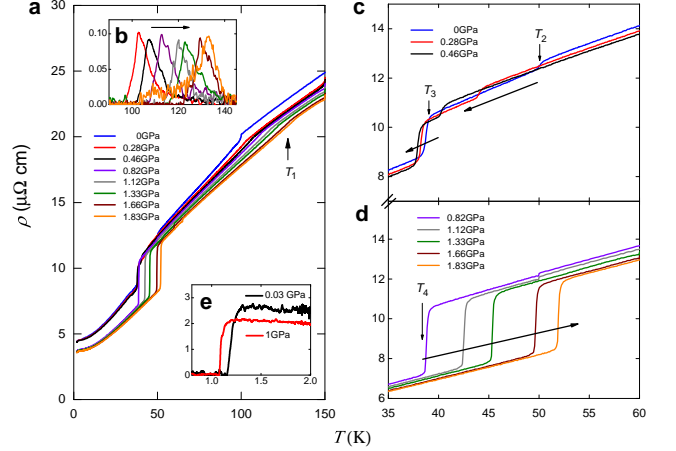 a
ρ (μΩ cm)
30
25
20
15
10
5
0
0
50
100
150
b
0.10
0.05
0.00
100
120
140
0GPa
0.28GPa
0.46GPa
0.82GPa
1.12GPa
1.33GPa
1.66GPa
1.83GPa
T1
e
3
2
1
0
1.0
1.5
2.0
0.03 GPa
1GPa
c
14
12
10
8
0GPa
0.28GPa
0.46GPa
T2
T3
d
14
12
10
8
6
35
40
45
50
55
60
0.82GPa
1.12GPa
1.33GPa
1.66GPa
1.83GPa
T4
T (K)